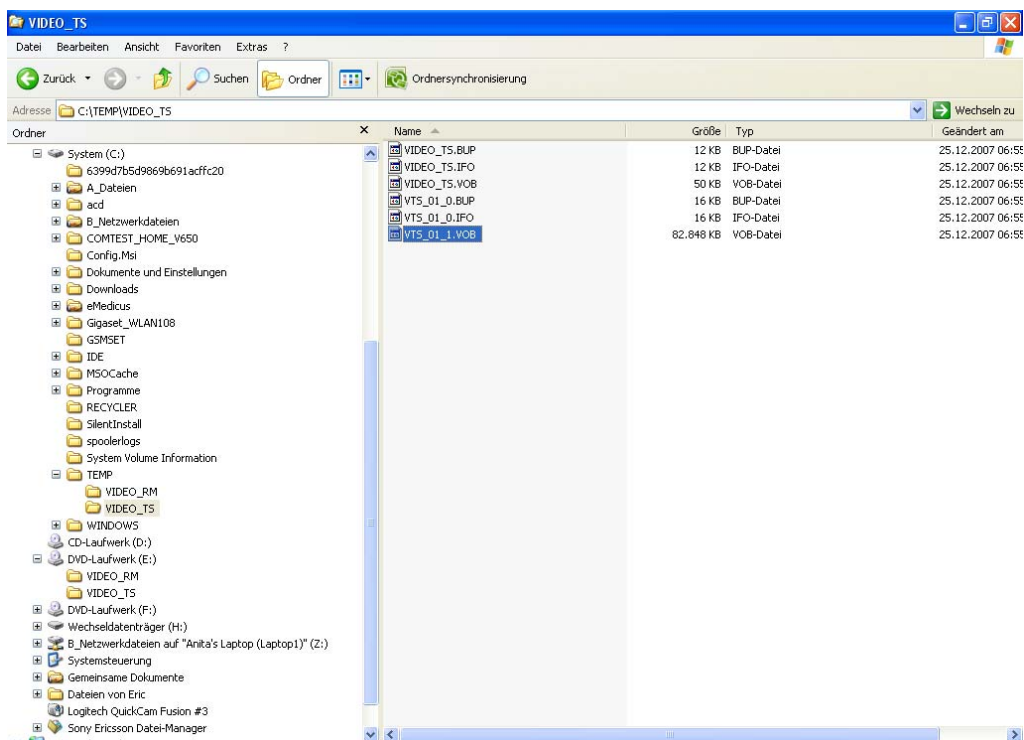 VIDEO_TS
Datei Bearbeiten Ansicht Favoriten Extras ?
Zurück Suchen Ordner Ordnersynchronisierung
Adresse C:\TEMP\VIDEO_TS Wechseln zu
Ordner x
System (C:)
6399d7b5d9869b691acffc20
A_Dateien
acd
B_Netzwerkdateien
COMTEST_HOME_V650
Config.Msi
Dokumente und Einstellungen
Downloads
eMedicus
Gigaset_WLAN108
GSMSET
IDE
MSOCache
Programme
RECYCLER
SilentInstall
spoolerlogs
System Volume Information
TEMP
VIDEO_RM
VIDEO_TS
WINDOWS
CD-Laufwerk (D:)
DVD-Laufwerk (E:)
VIDEO_RM
VIDEO_TS
DVD-Laufwerk (F:)
Wechseldatenträger (H:)
B_Netzwerkdateien auf "Anita's Laptop (Laptop1)" (Z:)
Systemsteuerung
Gemeinsame Dokumente
Dateien von Eric
Logitech QuickCam Fusion #3
Sony Ericsson Datei-Manager
Name Größe Typ Geändert am
VIDEO_TS.BUP 12 KB BUP-Datei 25.12.2007 06:55
VIDEO_TS.IFO 12 KB IFO-Datei 25.12.2007 06:55
VIDEO_TS.VOB 50 KB VOB-Datei 25.12.2007 06:55
VTS_01_0.BUP 16 KB BUP-Datei 25.12.2007 06:55
VTS_01_0.IFO 16 KB IFO-Datei 25.12.2007 06:55
VTS_01_1.VOB 82.848 KB VOB-Datei 25.12.2007 06:55